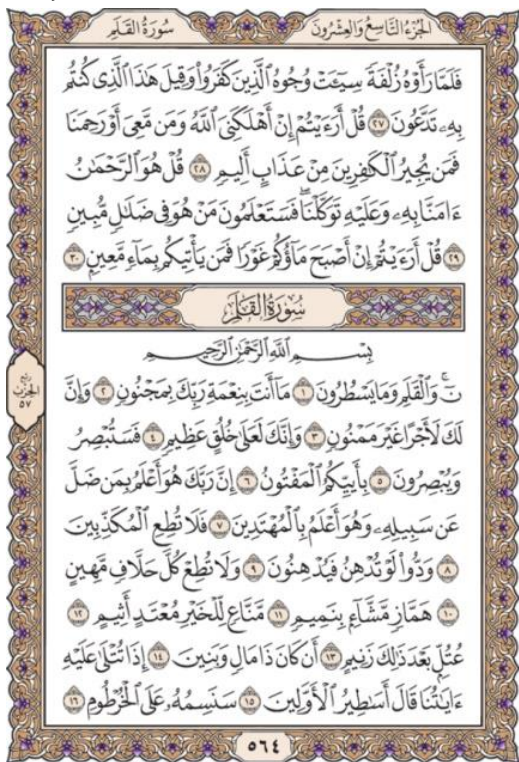 سُورَةُ القَلَمِ
الجُزْءُ التَّاسِعُ وَالعِشْرُونَ
فَلَمَّا رَأَوْهُ زُلْفَةً سِيٓـَٔتْ وُجُوهُ ٱلَّذِينَ كَفَرُوا۟ وَقِيلَ هَٰذَا ٱلَّذِى كُنتُم
بِهِۦ تَدَّعُونَ ٢٧ قُلْ أَرَءَيْتُمْ إِنْ أَهْلَكَنِىَ ٱللَّهُ وَمَن مَّعِىَ أَوْ رَحِمَنَا
فَمَن يُجِيرُ ٱلْكَٰفِرِينَ مِنْ عَذَابٍ أَلِيمٍ ٢٨ قُلْ هُوَ ٱلرَّحْمَٰنُ
ءَامَنَّا بِهِۦ وَعَلَيْهِ تَوَكَّلْنَا ۖ فَسَتَعْلَمُونَ مَنْ هُوَ فِى ضَلَٰلٍ مُّبِينٍ
٢٩ قُلْ أَرَءَيْتُمْ إِنْ أَصْبَحَ مَآؤُكُمْ غَوْرًا فَمَن يَأْتِيكُم بِمَآءٍ مَّعِينٍۭ ٣٠
سُورَةُ القَلَمِ
بِسْمِ ٱللَّهِ ٱلرَّحْمَٰنِ ٱلرَّحِيمِ
نٓ ۚ وَٱلْقَلَمِ وَمَا يَسْطُرُونَ ١ مَآ أَنتَ بِنِعْمَةِ رَبِّكَ بِمَجْنُونٍ ٢ وَإِنَّ
لَكَ لَأَجْرًا غَيْرَ مَمْنُونٍ ٣ وَإِنَّكَ لَعَلَىٰ خُلُقٍ عَظِيمٍ ٤ فَسَتُبْصِرُ
وَيُبْصِرُونَ ٥ بِأَييِّكُمُ ٱلْمَفْتُونُ ٦ إِنَّ رَبَّكَ هُوَ أَعْلَمُ بِمَن ضَلَّ
عَن سَبِيلِهِۦ وَهُوَ أَعْلَمُ بِٱلْمُهْتَدِينَ ٧ فَلَا تُطِعِ ٱلْمُكَذِّبِينَ
٨ وَدُّوا۟ لَوْ تُدْهِنُ فَيُدْهِنُونَ ٩ وَلَا تُطِعْ كُلَّ حَلَّافٍ مَّهِينٍ
١٠ هَمَّازٍ مَّشَّآءٍۭ بِنَمِيمٍ ١١ مَّنَّاعٍ لِّلْخَيْرِ مُعْتَدٍ أَثِيمٍ ١٢
عُتُلٍّۭ بَعْدَ ذَٰلِكَ زَنِيمٍ ١٣ أَن كَانَ ذَا مَالٍ وَبَنِينَ ١٤ إِذَا تُتْلَىٰ عَلَيْهِ
ءَايَٰتُنَا قَالَ أَسَٰطِيرُ ٱلْأَوَّلِينَ ١٥ سَنَسِمُهُۥ عَلَى ٱلْخُرْطُومِ ١٦
الحِزْب
٥٧
٥٦٤